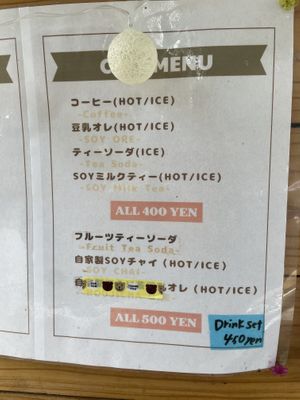 MENU
コーヒー(HOT/ICE)
-Coffee-
豆乳オレ(HOT/ICE)
-SOY ORE-
ティーソーダ(ICE)
-Tea Soda-
SOYミルクティー(HOT/ICE)
-SOY Milk Tea-
ALL 400 YEN
フルーツティーソーダ
-Fruit Tea Soda-
自家製SOYチャイ(HOT/ICE)
-SOY CHAI-
オレ(HOT/ICE)
ALL 500 YEN
Drink set
450yen